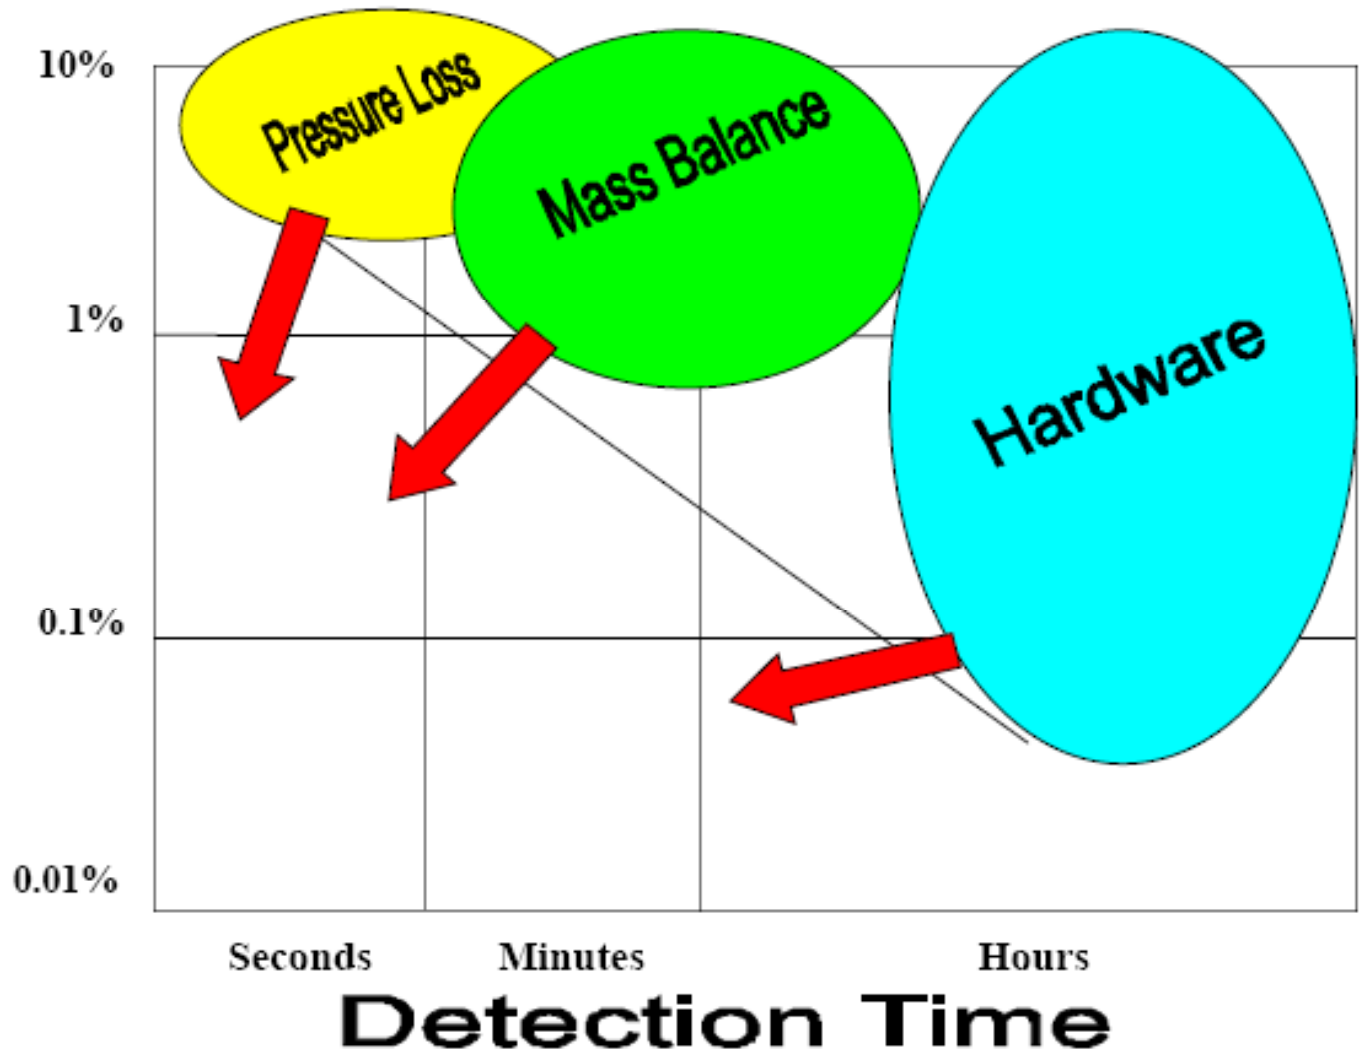 10%
Pressure Loss
Mass Balance
1%
Hardware
0.1%
0.01%
Seconds Minutes Hours
Detection Time